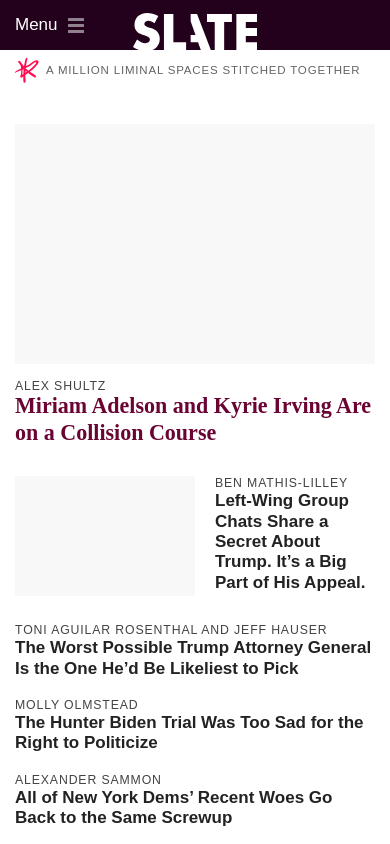 Menu
SLATE
A MILLION LIMINAL SPACES STITCHED TOGETHER
ALEX SHULTZ
Miriam Adelson and Kyrie Irving Are
on a Collision Course
BEN MATHIS-LILLEY
Left-Wing Group
Chats Share a
Secret About
Trump. It’s a Big
Part of His Appeal.
TONI AGUILAR ROSENTHAL AND JEFF HAUSER
The Worst Possible Trump Attorney General
Is the One He’d Be Likeliest to Pick
MOLLY OLMSTEAD
The Hunter Biden Trial Was Too Sad for the
Right to Politicize
ALEXANDER SAMMON
All of New York Dems’ Recent Woes Go
Back to the Same Screwup